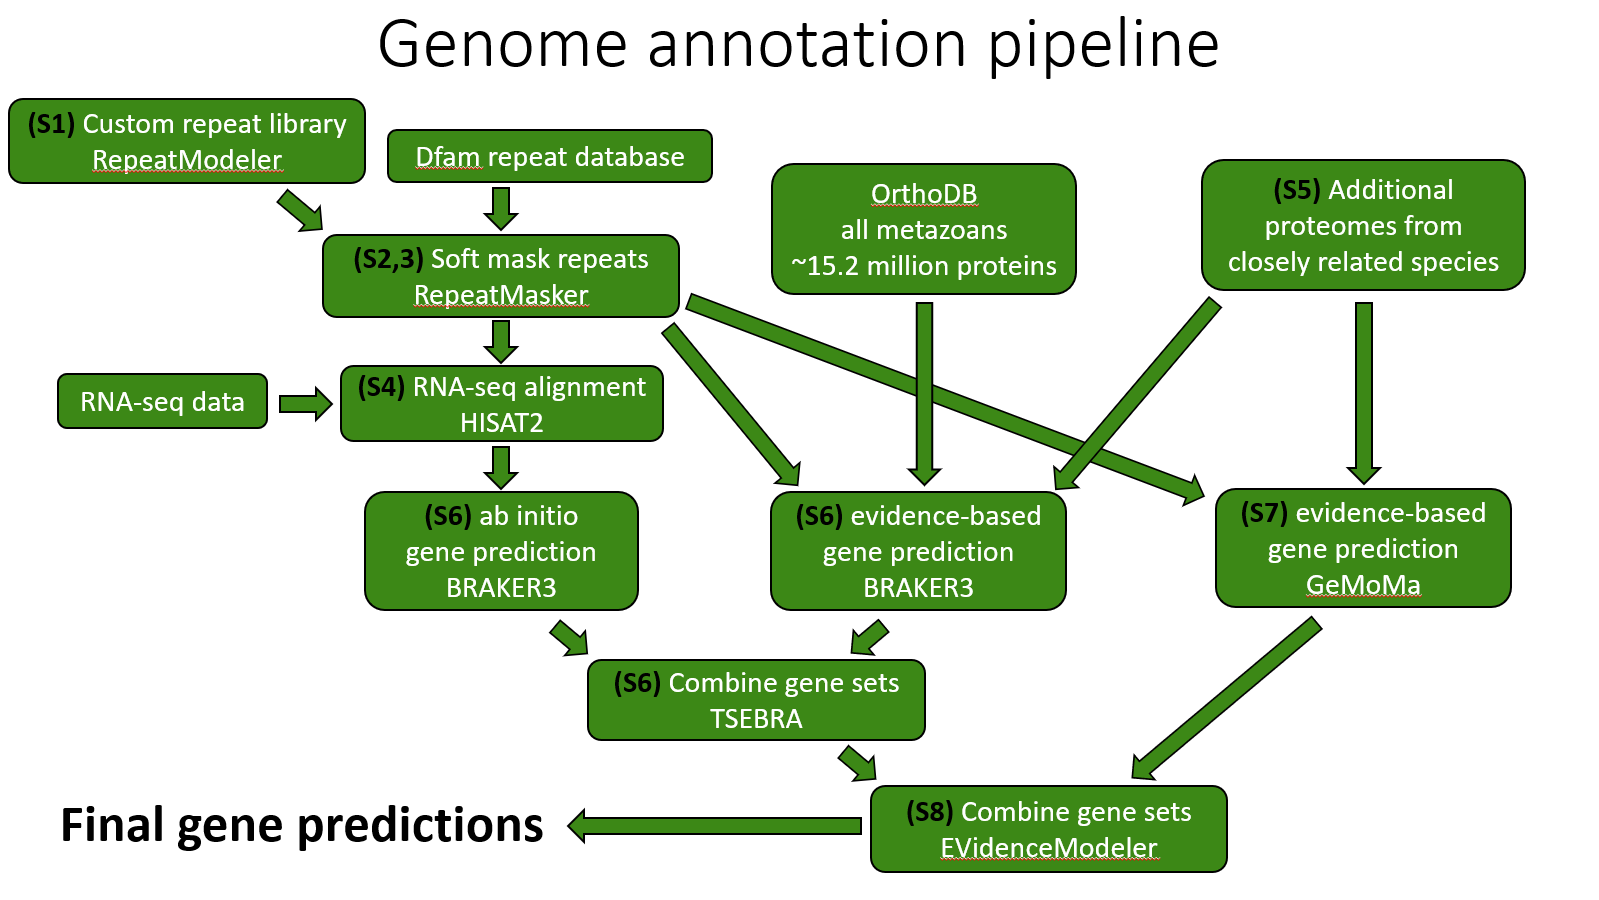 Genome annotation pipeline
(S1) Custom repeat library
RepeatModeler
Dfam repeat database
OrthoDB
all metazoans
~15.2 million proteins
(S5) Additional
proteomes from
closely related species
(S2,3) Soft mask repeats
RepeatMasker
RNA-seq data
(S4) RNA-seq alignment
HISAT2
(S6) ab initio
gene prediction
BRAKER3
(S6) evidence-based
gene prediction
BRAKER3
(S7) evidence-based
gene prediction
GeMoMa
(S6) Combine gene sets
TSEBRA
(S8) Combine gene sets
EVidenceModeler
Final gene predictions